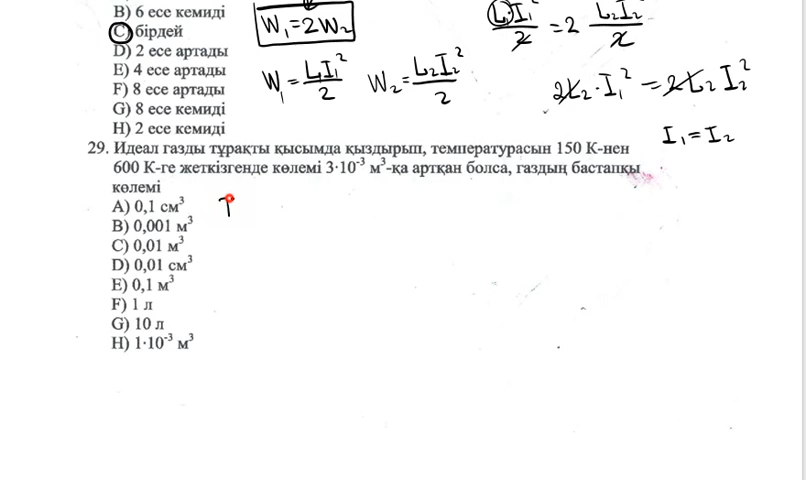 B) 6 есе кемиді
C) бірдей
D) 2 есе артады
E) 4 есе артады
F) 8 есе артады
G) 8 есе кемиді
H) 2 есе кемиді
W₁=2W₂
W₁=L₁I₁²/2 W₂=L₂I₂²/2
L₁I₁²/2 =2 L₂I₂²/2
2L₂·I₁²=2L₂I₂²
I₁=I₂
29. Идеал газды тұрақты қысымда қыздырып, температурасын 150 К-нен
600 К-ге жеткізгенде көлемі 3·10⁻³ м³-қа артқан болса, газдың бастапқы
көлемі
A) 0,1 см³
B) 0,001 м³
C) 0,01 м³
D) 0,01 см³
E) 0,1 м³
F) 1 л
G) 10 л
H) 1·10⁻³ м³